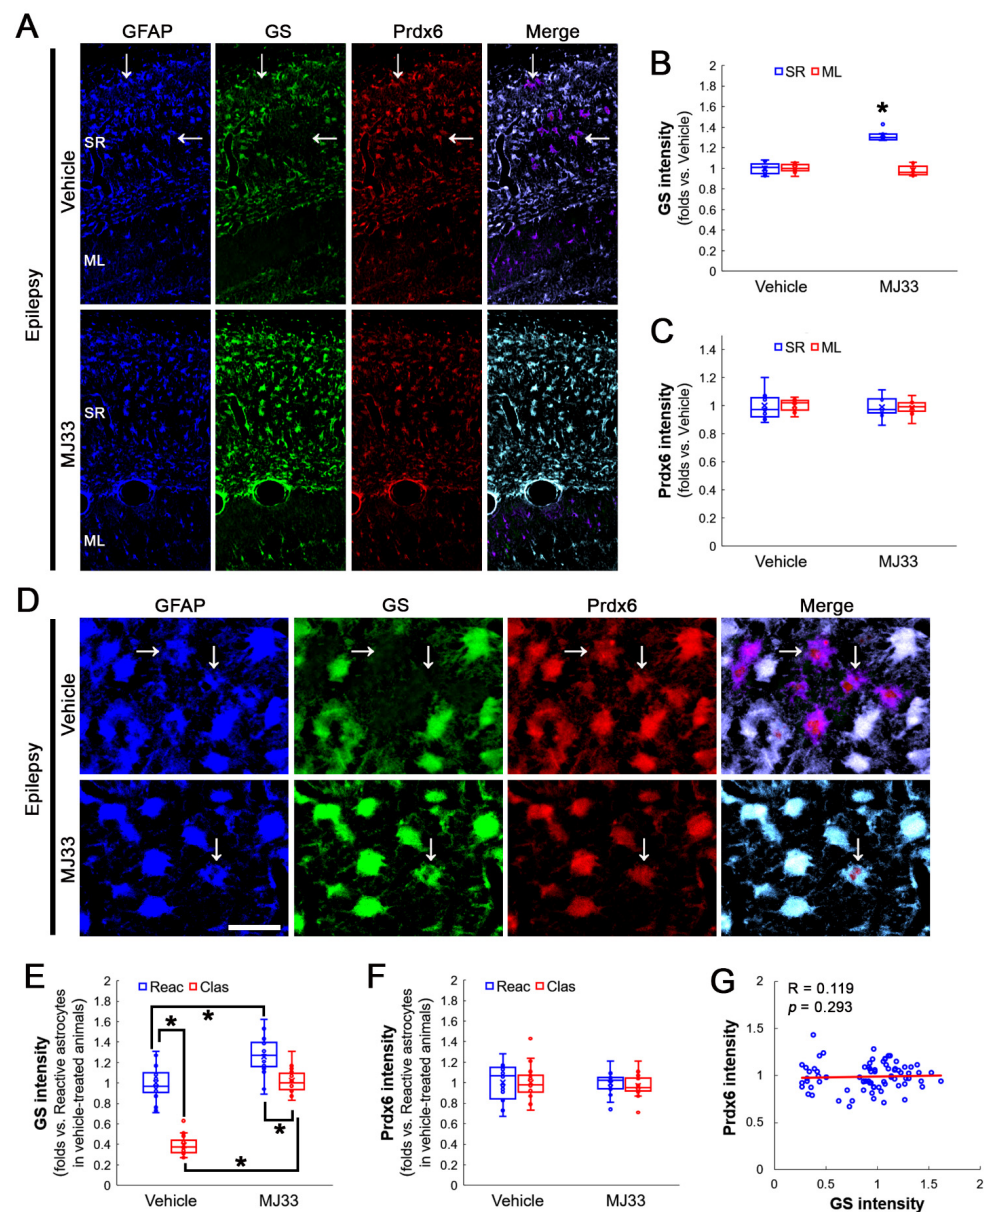 A
GFAP
GS
Prdx6
Merge
Epilepsy
Vehicle
SR
ML
MJ33
SR
ML
B
GS intensity
(folds vs. Vehicle)
2
1.8
1.6
1.4
1.2
1
0.8
0.6
0.4
0.2
0
SR
ML
*
Vehicle
MJ33
C
Prdx6 intensity
(folds vs. Vehicle)
1.4
1.2
1
0.8
0.6
0.4
0.2
0
SR
ML
Vehicle
MJ33
D
GFAP
GS
Prdx6
Merge
Epilepsy
Vehicle
MJ33
E
GS intensity
(folds vs. Reactive astrocytes
in vehicle-treated animals)
2
1.8
1.6
1.4
1.2
1
0.8
0.6
0.4
0.2
0
Reac
Clas
*
*
*
*
Vehicle
MJ33
F
Prdx6 intensity
(folds vs. Reactive astrocytes
in vehicle-treated animals)
2
1.8
1.6
1.4
1.2
1
0.8
0.6
0.4
0.2
0
Reac
Clas
Vehicle
MJ33
G
R = 0.119
p = 0.293
Prdx6 intensity
2
1.5
1
0.5
0
0
0.5
1
1.5
2
GS intensity